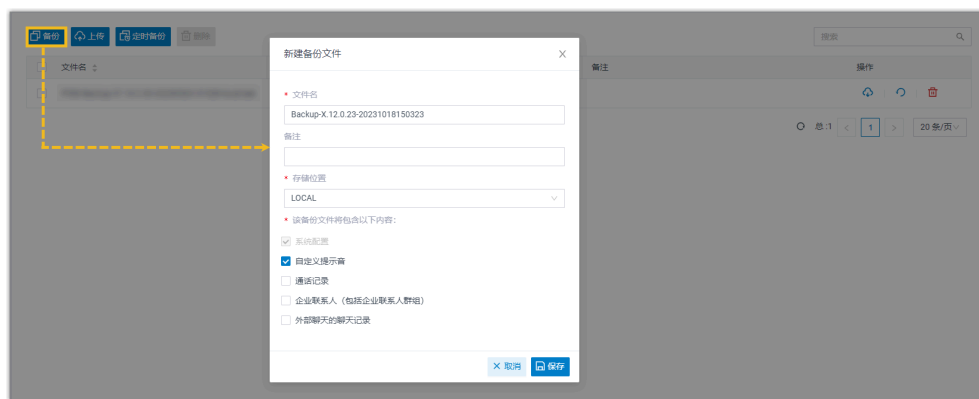 备份 上传 定时备份 删除 搜索
文件名 备注 操作
总:1 1 20 条/页
新建备份文件
* 文件名
Backup-X.12.0.23-20231018150323
备注
* 存储位置
LOCAL
* 该备份文件将包含以下内容:
系统配置
自定义提示音
通话记录
企业联系人(包括企业联系人群组)
外部聊天的聊天记录
取消 保存